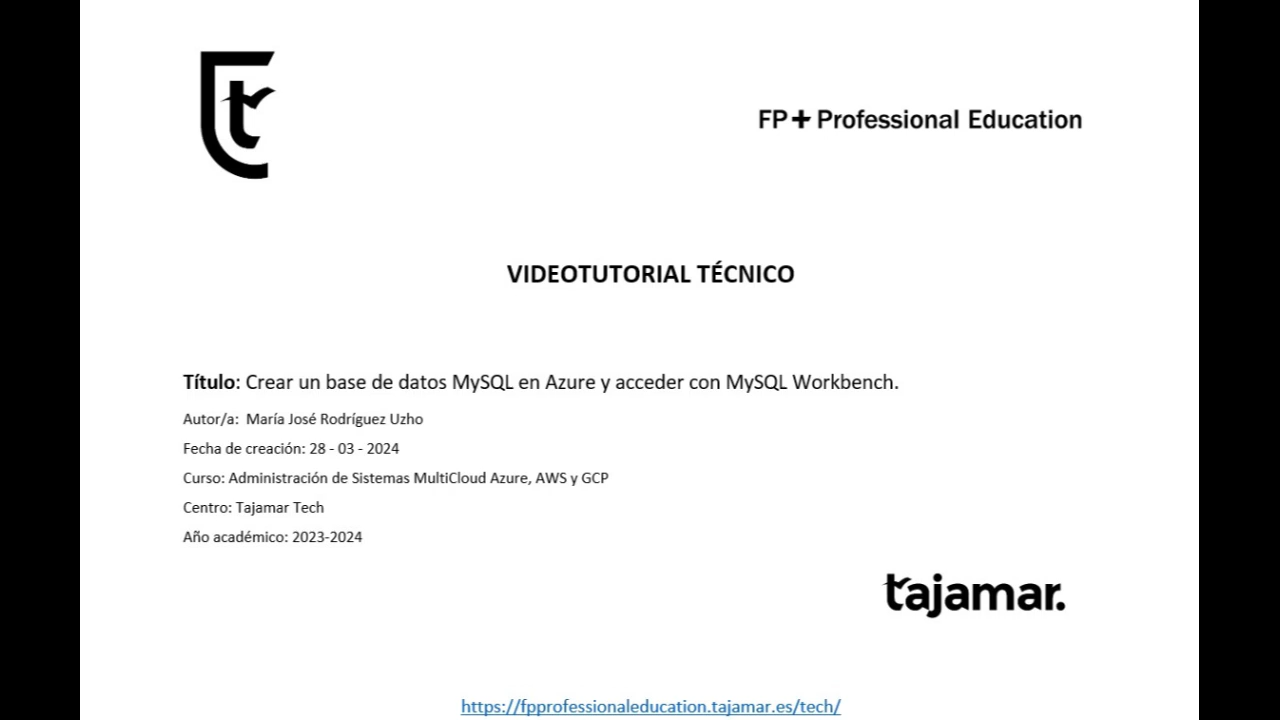 FP+Professional Education
VIDEOTUTORIAL TÉCNICO
Título: Crear un base de datos MySQL en Azure y acceder con MySQL Workbench.
Autor/a: María José Rodríguez Uzho
Fecha de creación: 28 - 03 - 2024
Curso: Administración de Sistemas MultiCloud Azure, AWS y GCP
Centro: Tajamar Tech
Año académico: 2023-2024
tajamar.
https://fpprofessionaleducation.tajamar.es/tech/